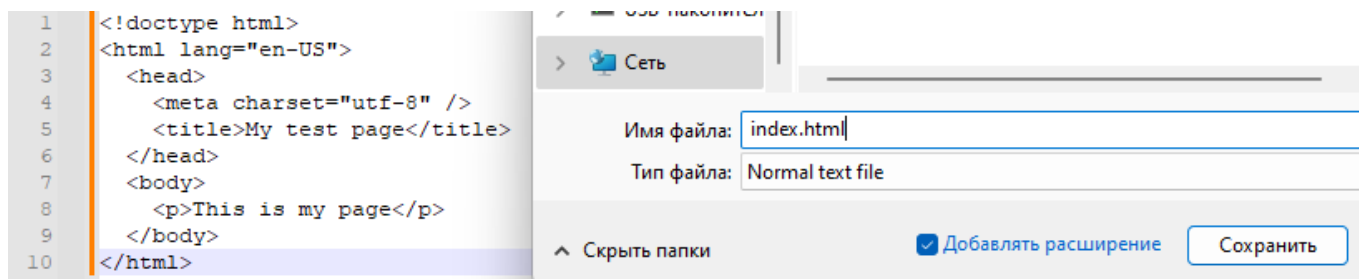 1 <!doctype html>
2 <html lang="en-US">
3 <head>
4 <meta charset="utf-8" />
5 <title>My test page</title>
6 </head>
7 <body>
8 <p>This is my page</p>
9 </body>
10 </html>
Сеть
Имя файла: index.html
Тип файла: Normal text file
Скрыть папки
Добавлять расширение
Сохранить